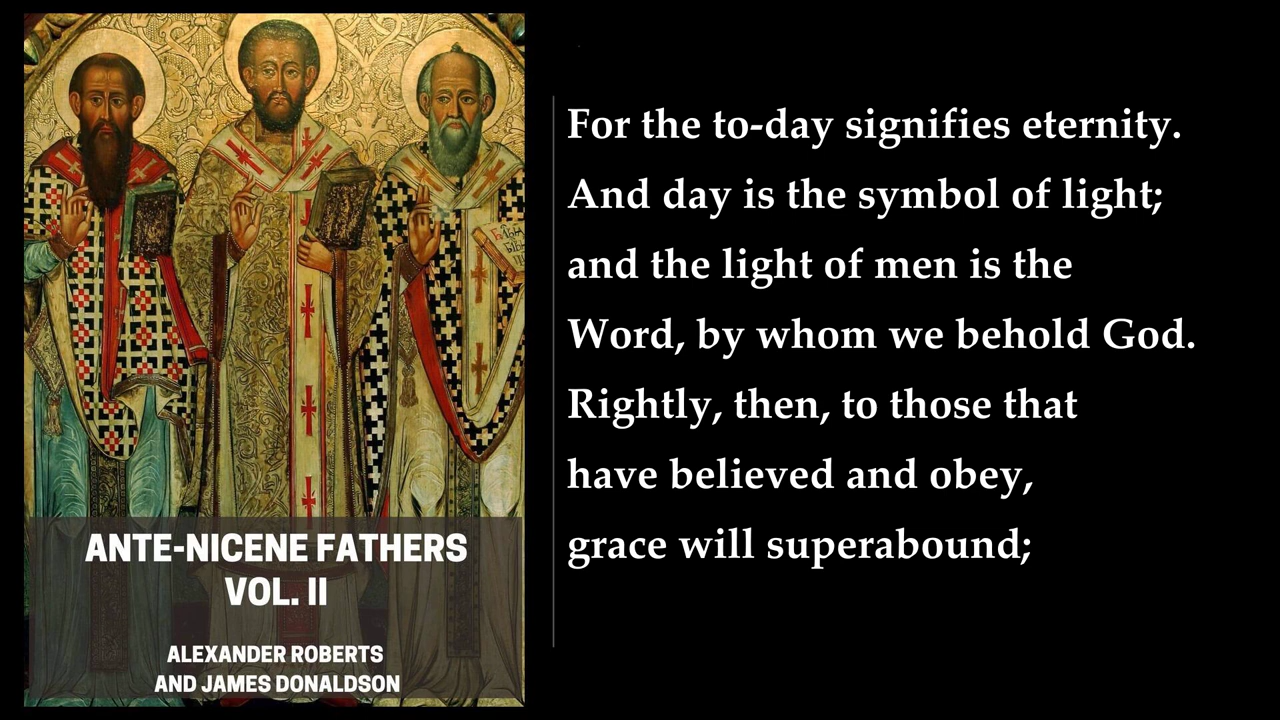 ANTE-NICENE FATHERS
VOL. II
ALEXANDER ROBERTS
AND JAMES DONALDSON
For the to-day signifies eternity.
And day is the symbol of light;
and the light of men is the
Word, by whom we behold God.
Rightly, then, to those that
have believed and obey,
grace will superabound;